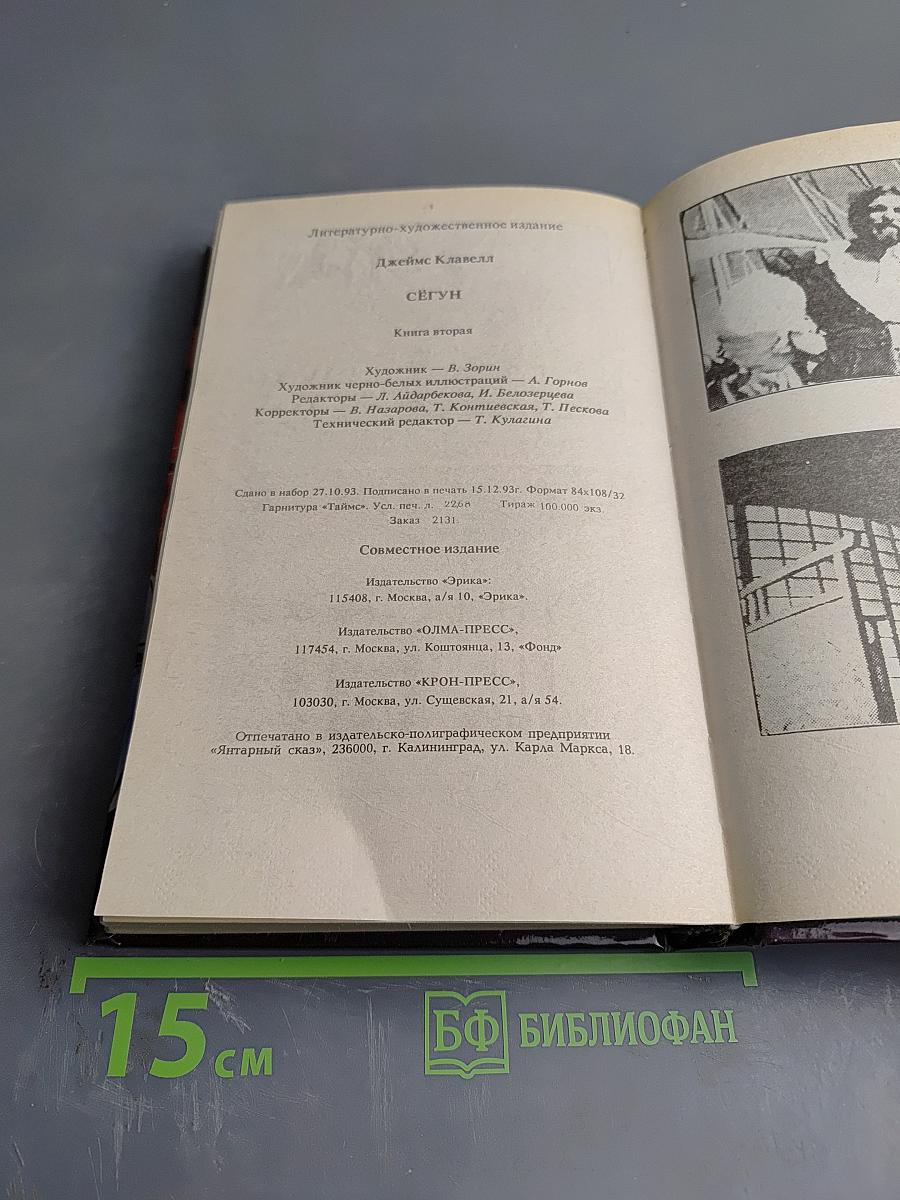 Литературно-художественное издание
Джеймс Клавелл
СЁГУН
Книга вторая
Художник — В. Зорин
Художник черно-белых иллюстраций — А. Горнов
Редакторы — Л. Айдарбекова, И. Белозерцева
Корректоры — В. Назарова, Т. Контиевская, Т. Пескова
Технический редактор — Т. Кулагина
Сдано в набор 27.10.93. Подписано в печать 15.12.93г. Формат 84х108/32
Гарнитура «Таймс». Усл. печ. л. 22,68 Тираж 100.000 экз.
Заказ 2131.
Совместное издание
Издательство «Эрика»:
115408, г. Москва, а/я 10, «Эрика».
Издательство «ОЛМА-ПРЕСС»,
117454, г. Москва, ул. Коштоянца, 13, «Фонд»
Издательство «КРОН-ПРЕСС»,
103030, г. Москва, ул. Сущевская, 21, а/я 54.
Отпечатано в издательско-полиграфическом предприятии
«Янтарный сказ», 236000, г. Калининград, ул. Карла Маркса, 18.
15 см
БФ БИБЛИОФАН